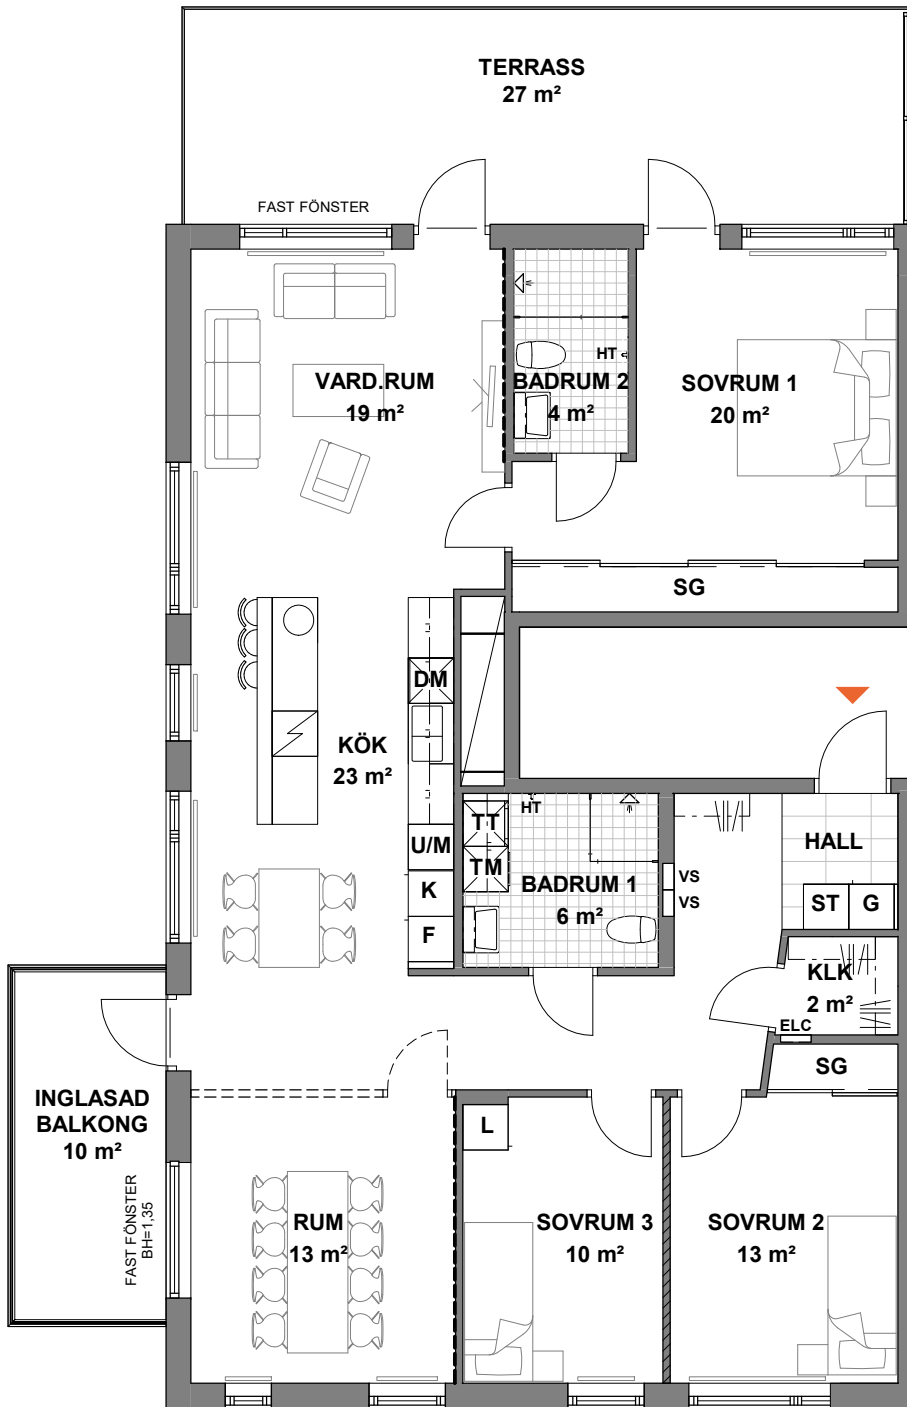 TERRASS
27 m²
FAST FÖNSTER
VARD.RUM
19 m²
HT
BADRUM 2
4 m²
SOVRUM 1
20 m²
SG
DM
KÖK
23 m²
U/M
K
F
TT
TM
HT
BADRUM 1
6 m²
VS
VS
HALL
ST
G
KLK
2 m²
ELC
SG
INGLASAD
BALKONG
10 m²
FAST FÖNSTER
BH=1,35
L
RUM
13 m²
SOVRUM 3
10 m²
SOVRUM 2
13 m²